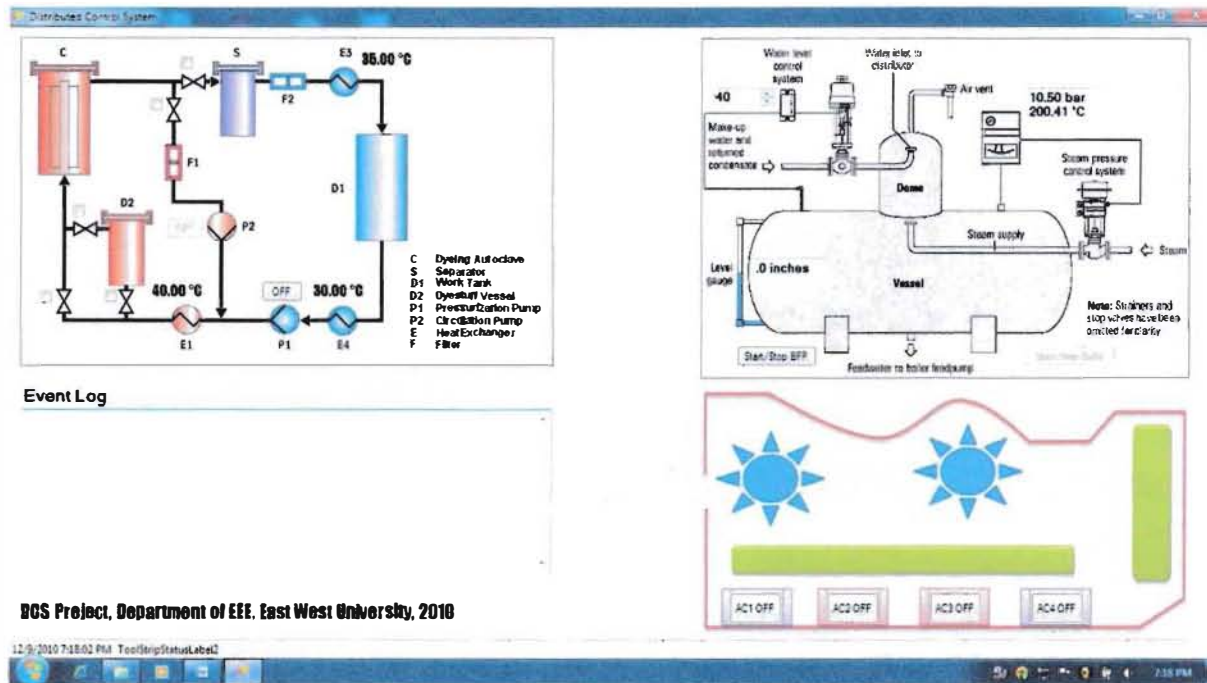 Distributed Control System
C
S
E3
35.00 °C
F2
F1
D1
D2
P2
40.00 °C
OFF
30.00 °C
E1
P1
E4
C Dyeing Autoclave
S Separator
D1 Work Tank
D2 Dyestuff Vessel
P1 Pressurization Pump
P2 Circulation Pump
E Heat Exchanger
F Filter
Water level
control
system
Water inlet to
distributor
Air vent
40
10.50 bar
200.41 °C
Make-up
water and
returned
condensate
Steam pressure
control system
Dome
Steam supply
Steam
Level
gauge
.0 inches
Vessel
Note: Strainers and
stop valves have been
omitted for clarity
Start/Stop BFP
Feedwater to boiler feedpump
Event Log
AC1 OFF
AC2 OFF
AC3 OFF
AC4 OFF
DCS Project, Department of EEE, East West University, 2010
12/9/2010 7:18:02 PM ToolStripStatusLabel2
7:18 PM